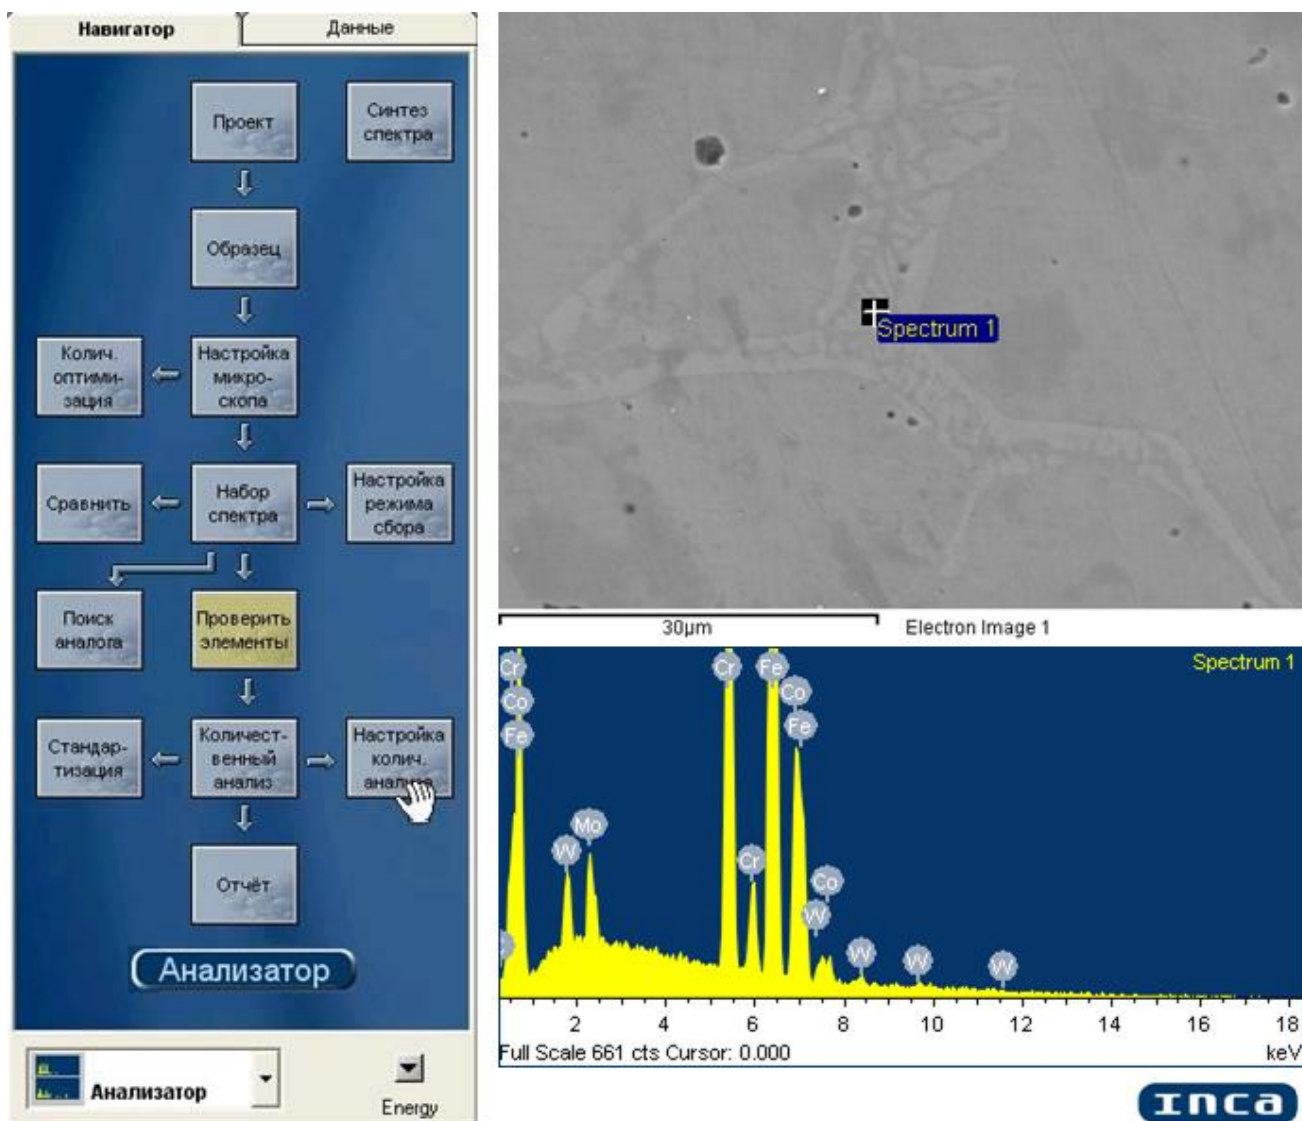 Навигатор
Данные
Проект
Синтез
спектра
Образец
Колич.
оптими-
зация
Настройка
микро-
скопа
Сравнить
Набор
спектра
Настройка
режима
сбора
Поиск
аналога
Проверить
элементы
Стандар-
тизация
Количест-
венный
анализ
Настройка
колич.
анализа
Отчёт
Анализатор
Анализатор
Energy
Spectrum 1
30µm
Electron Image 1
Spectrum 1
Cr
Co
Fe
W
Mo
Cr
Cr
Fe
Co
Fe
Co
W
W
W
W
2 4 6 8 10 12 14 16 18
Full Scale 661 cts Cursor: 0.000
keV
INCA